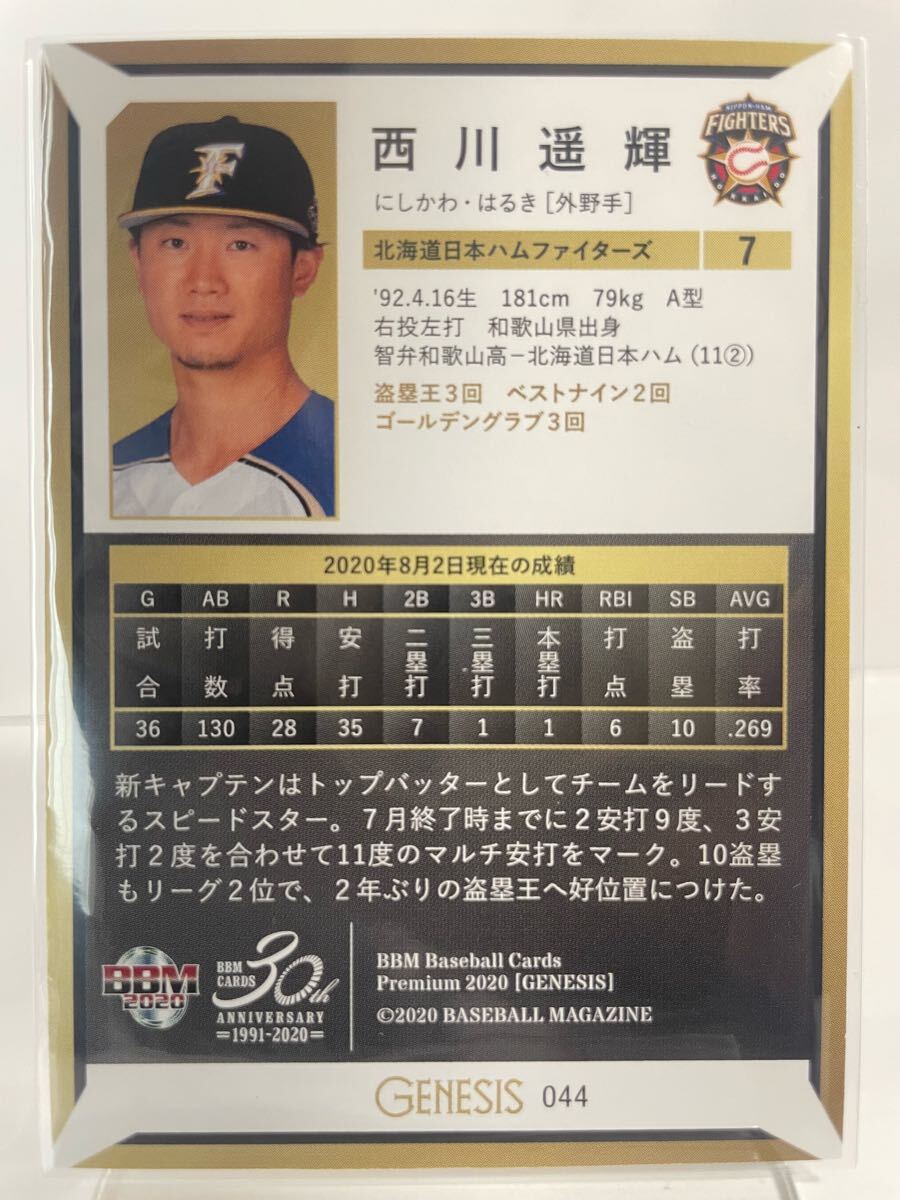 西川遥輝
NIPPON-HAM
FIGHTERS
HOKKAIDO
にしかわ・はるき［外野手］
北海道日本ハムファイターズ 7
'92.4.16生 181cm 79kg A型
右投左打 和歌山県出身
智弁和歌山高－北海道日本ハム（11②）
盗塁王3回 ベストナイン2回
ゴールデングラブ3回
F
2020年8月2日現在の成績
G AB R H 2B 3B HR RBI SB AVG
試合 打数 得点 安打 二塁打 三塁打 本塁打 打点 盗塁 打率
36 130 28 35 7 1 1 6 10 .269
新キャプテンはトップバッターとしてチームをリードす
るスピードスター。７月終了時までに２安打９度、３安
打２度を合わせて11度のマルチ安打をマーク。10盗塁
もリーグ２位で、２年ぶりの盗塁王へ好位置につけた。
BBM
2020
BBM
CARDS
30th
ANNIVERSARY
=1991-2020=
BBM Baseball Cards
Premium 2020 [GENESIS]
©2020 BASEBALL MAGAZINE
GENESIS 044